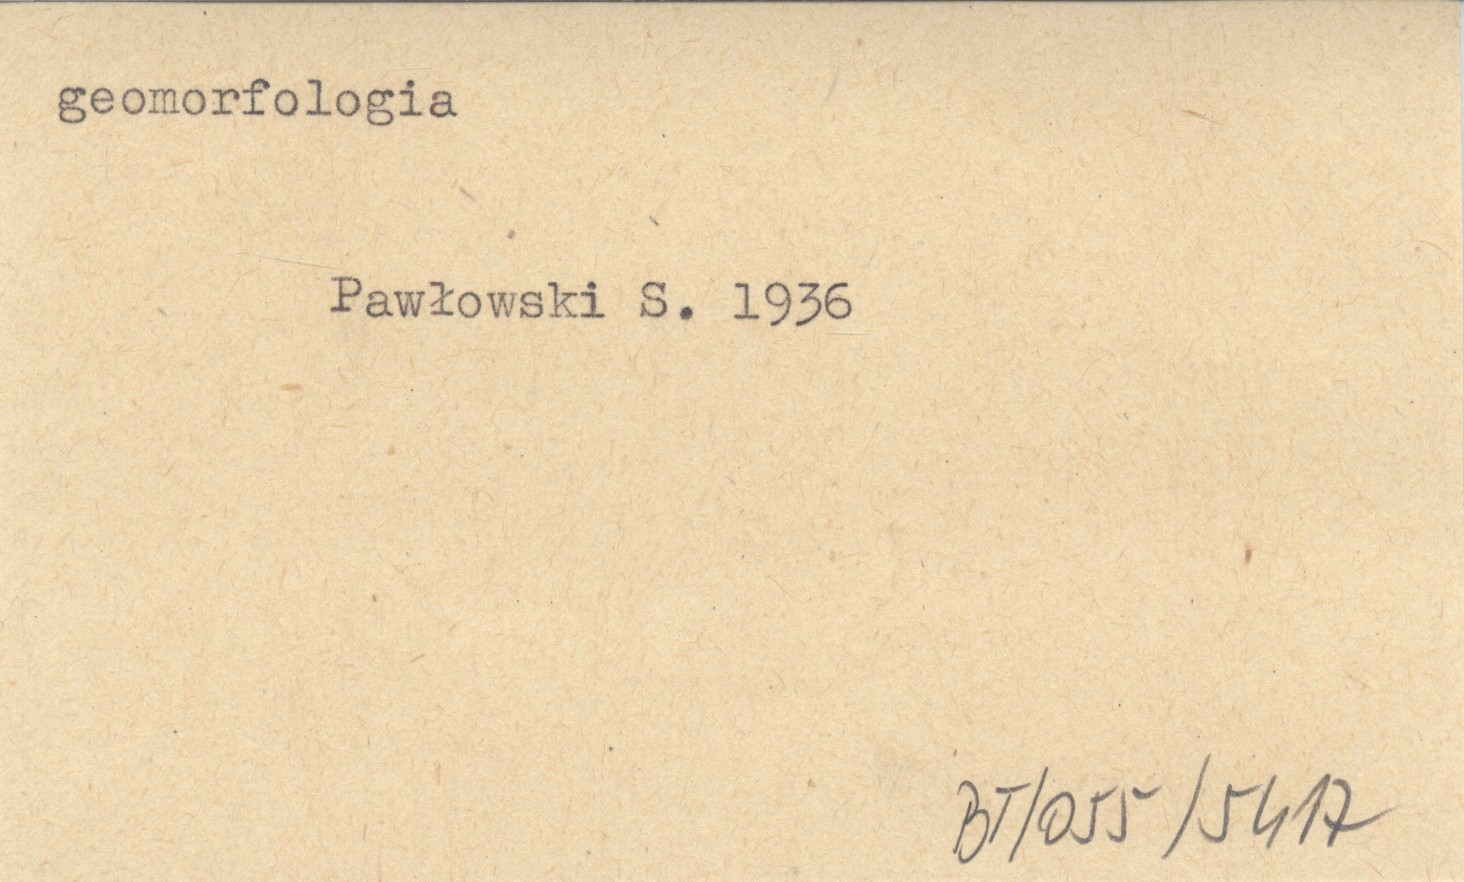 geomorfologia
Pawłowski S. 1936
BT/055/5417